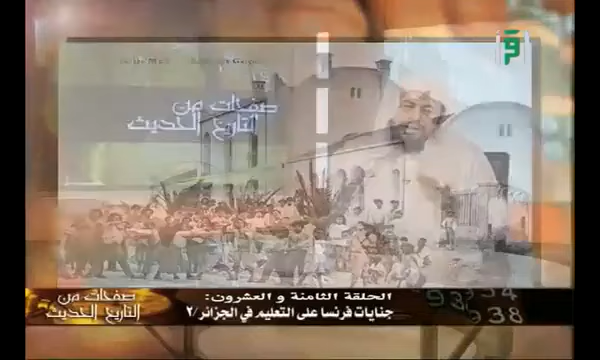 صفحات من
التاريخ الحديث
الحلقة الثامنة و العشرون:
جنايات فرنسا على التعليم في الجزائر /٢
صفحات من
التاريخ الحديث